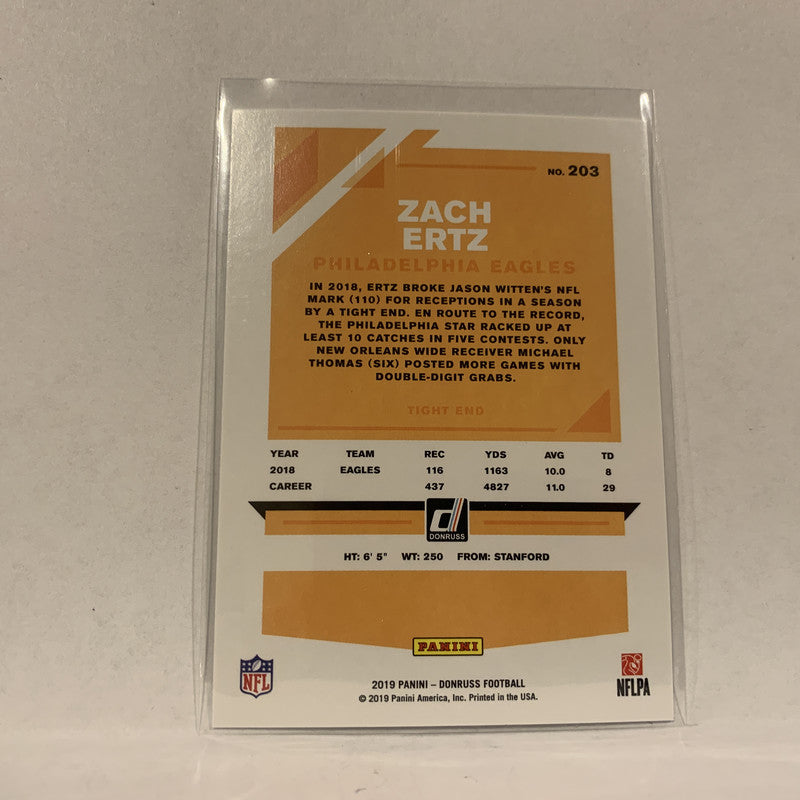 NO. 203
ZACH
ERTZ
PHILADELPHIA EAGLES
IN 2018, ERTZ BROKE JASON WITTEN'S NFL
MARK (110) FOR RECEPTIONS IN A SEASON
BY A TIGHT END. EN ROUTE TO THE RECORD,
THE PHILADELPHIA STAR RACKED UP AT
LEAST 10 CATCHES IN FIVE CONTESTS. ONLY
NEW ORLEANS WIDE RECEIVER MICHAEL
THOMAS (SIX) POSTED MORE GAMES WITH
DOUBLE-DIGIT GRABS.
TIGHT END
YEAR TEAM REC YDS AVG TD
2018 EAGLES 116 1163 10.0 8
CAREER 437 4827 11.0 29
d
DONRUSS
HT: 6' 5" WT: 250 FROM: STANFORD
PANINI
NFL
2019 PANINI – DONRUSS FOOTBALL
© 2019 Panini America, Inc. Printed in the USA.
NFLPA